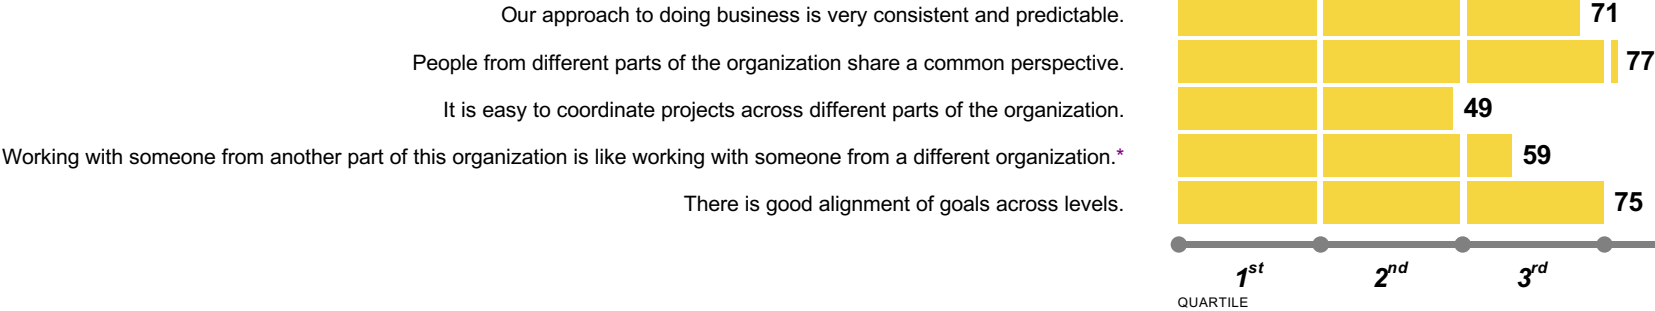 Our approach to doing business is very consistent and predictable. 71
People from different parts of the organization share a common perspective. 77
It is easy to coordinate projects across different parts of the organization. 49
Working with someone from another part of this organization is like working with someone from a different organization.* 59
There is good alignment of goals across levels. 75
1st 2nd 3rd
QUARTILE